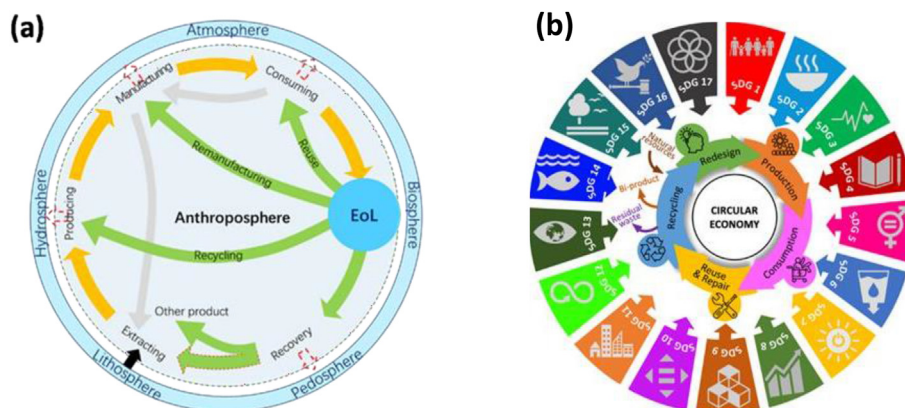 (a)
Atmosphere
Hydrosphere
Biosphere
Lithosphere
Pedosphere
Manufacturing
Consuming
Producing
Extracting
Recovery
Reuse
Remanufacturing
Recycling
Anthroposphere
EoL
Other product
(b)
SDG 1
SDG 2
SDG 3
SDG 4
SDG 5
SDG 6
SDG 7
SDG 8
SDG 9
SDG 10
SDG 11
SDG 12
SDG 13
SDG 14
SDG 15
SDG 16
SDG 17
Natural
resources
Bi-product
Residual
waste
Redesign
Production
Consumption
Reuse
& Repair
Recycling
CIRCULAR
ECONOMY